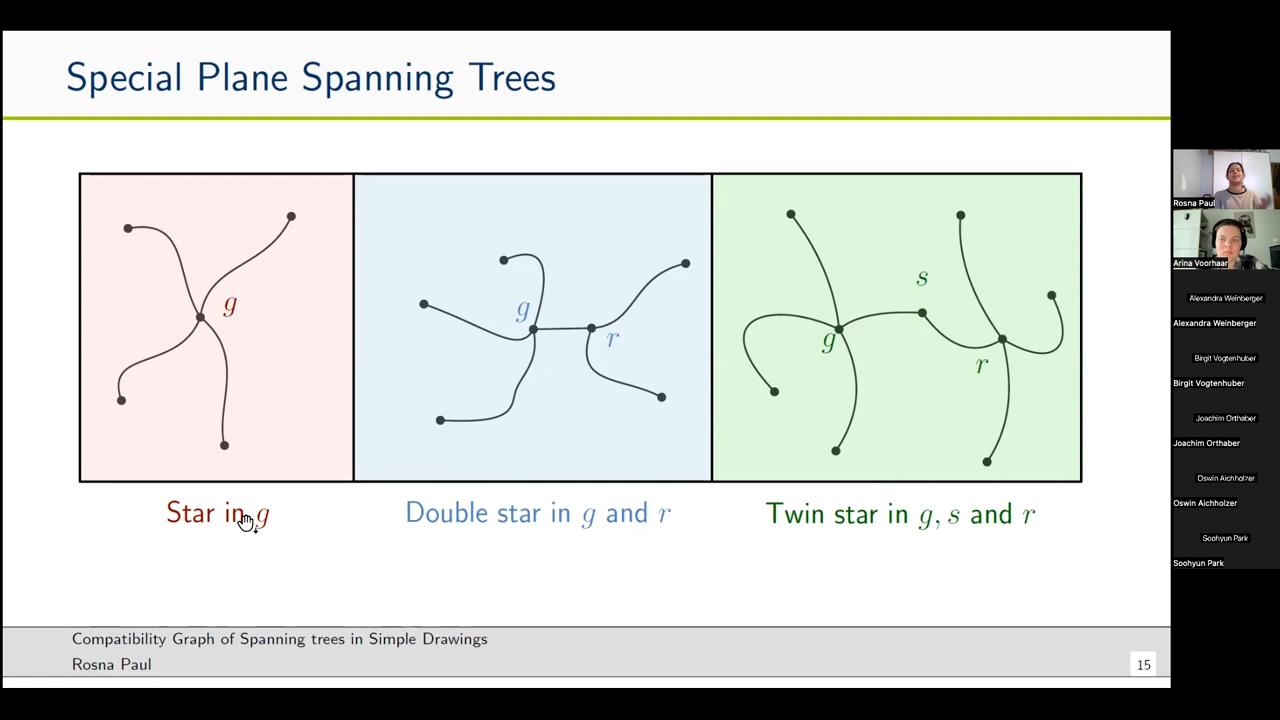 Special Plane Spanning Trees
g
g
r
s
g
r
Star in g
Double star in g and r
Twin star in g, s and r
Compatibility Graph of Spanning trees in Simple Drawings
Rosna Paul
15
Rosna Paul
Arina Voorhaar
Alexandra Weinberger
Alexandra Weinberger
Birgit Vogtenhuber
Birgit Vogtenhuber
Joachim Orthaber
Joachim Orthaber
Oswin Aichholzer
Oswin Aichholzer
Soohyun Park
Soohyun Park